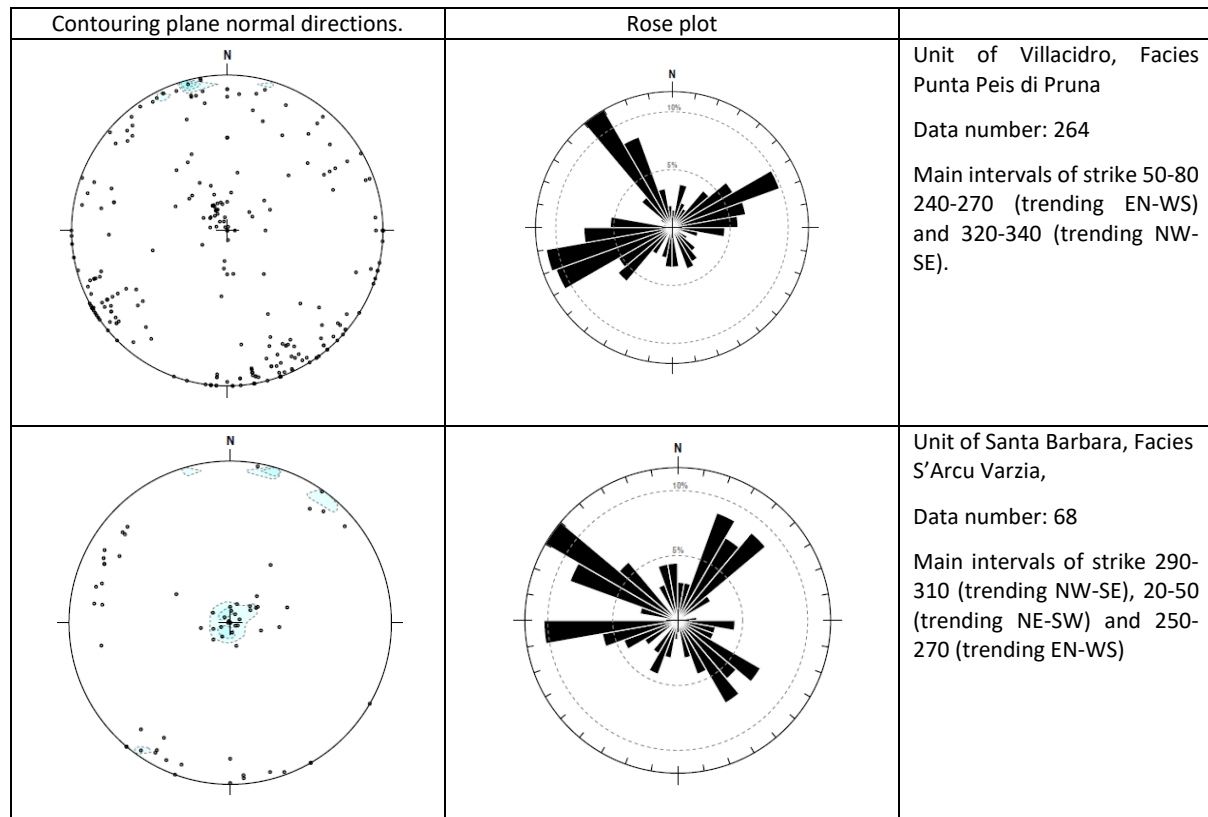 Contouring plane normal directions.
Rose plot
N
N
10%
5%
Unit of Villacidro, Facies
Punta Peis di Pruna
Data number: 264
Main intervals of strike 50-80
240-270 (trending EN-WS)
and 320-340 (trending NW-
SE).
N
N
10%
5%
Unit of Santa Barbara, Facies
S’Arcu Varzia,
Data number: 68
Main intervals of strike 290-
310 (trending NW-SE), 20-50
(trending NE-SW) and 250-
270 (trending EN-WS)